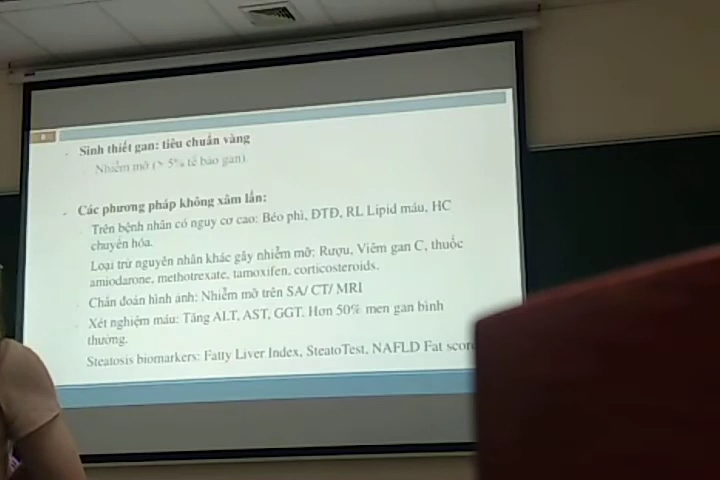 Sinh thiết gan: tiêu chuẩn vàng
Nhiễm mỡ (> 5% tế bào gan)
Các phương pháp không xâm lấn:
Trên bệnh nhân có nguy cơ cao: Béo phì, ĐTĐ, RL Lipid máu, HC
chuyển hóa.
Loại trừ nguyên nhân khác gây nhiễm mỡ: Rượu, Viêm gan C, thuốc
amiodarone, methotrexate, tamoxifen, corticosteroids.
Chẩn đoán hình ảnh: Nhiễm mỡ trên SA/ CT/ MRI
Xét nghiệm máu: Tăng ALT, AST, GGT. Hơn 50% men gan bình
thường.
Steatosis biomarkers: Fatty Liver Index, SteatoTest, NAFLD Fat score